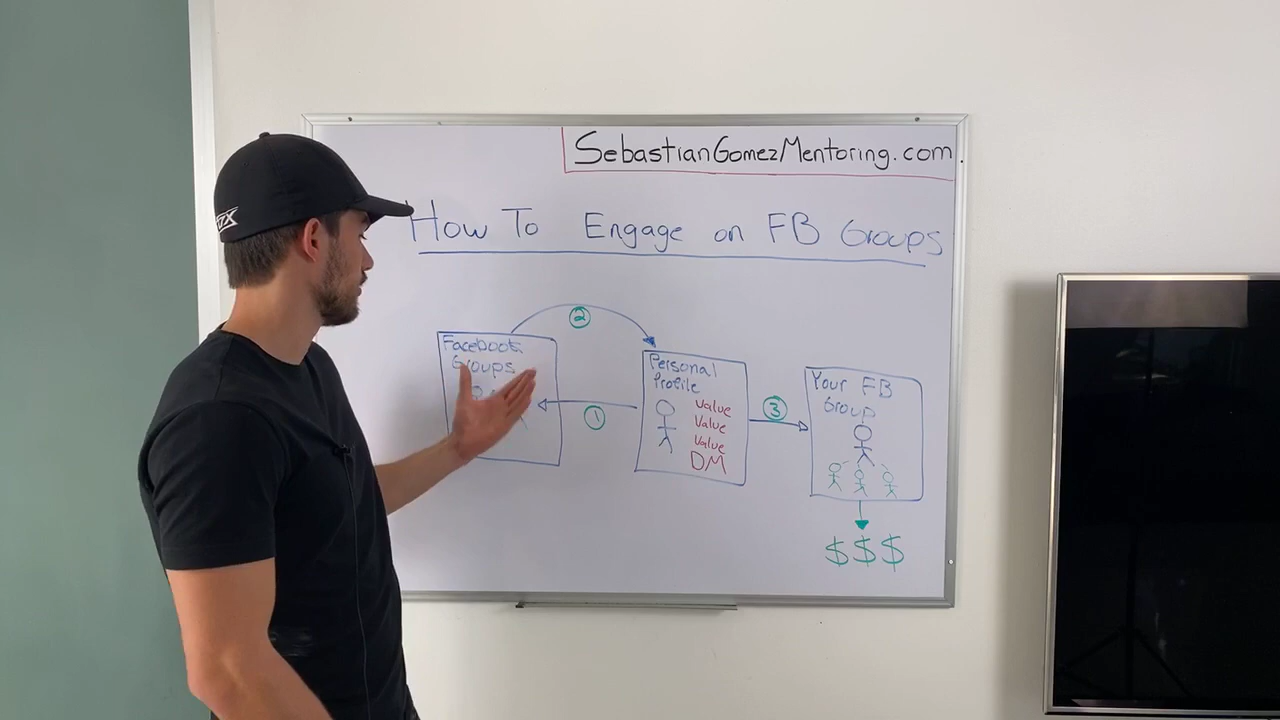 SebastianGomezMentoring.com
How To Engage on FB Groups
2
Facebook
Groups
1
Personal
Profile
Value
Value
Value
DM
3
Your FB
Group
$$$